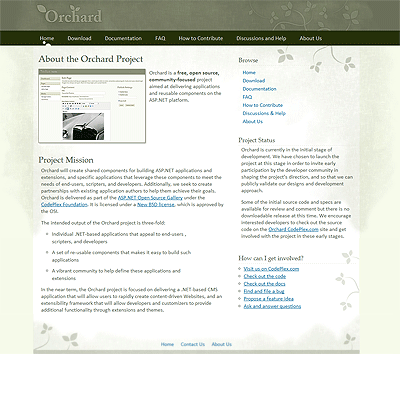 Orchard
Home Download Documentation FAQ How to Contribute Discussions and Help About Us
About the Orchard Project
Orchard is a free, open source,
community-focused project
aimed at delivering applications
and reusable components on the
ASP.NET platform.
Project Mission
Orchard will create shared components for building ASP.NET applications and
extensions, and specific applications that leverage these components to meet the
needs of end-users, scripters, and developers. Additionally, we seek to create
partnerships with existing application authors to help them achieve their goals.
Orchard is delivered as part of the ASP.NET Open Source Gallery under the
CodePlex Foundation. It is licensed under a New BSD license, which is approved by
the OSI.
The intended output of the Orchard project is three-fold:
Individual .NET-based applications that appeal to end-users ,
scripters, and developers
A set of re-usable components that makes it easy to build such
applications
A vibrant community to help define these applications and
extensions
In the near term, the Orchard project is focused on delivering a .NET-based CMS
application that will allow users to rapidly create content-driven Websites, and an
extensibility framework that will allow developers and customizers to provide
additional functionality through extensions and themes.
Browse
Home
Download
Documentation
FAQ
How to Contribute
Discussions & Help
About Us
Project Status
Orchard is currently in the initial stage of
development. We have chosen to launch the
project at this stage in order to invite early
participation by the developer community in
shaping the project's direction, and so that we can
publicly validate our designs and development
approach.
Some of the initial source code and specs are
available for review and comment but there is no
downloadable release at this time. We encourage
interested developers to check out the source
code on the Orchard CodePlex.com site and get
involved with the project in these early stages.
How can I get involved?
Visit us on CodePlex.com
Check out the code
Check out the docs
Find and file a bug
Propose a feature idea
Ask and answer questions
Home Contact Us About Us